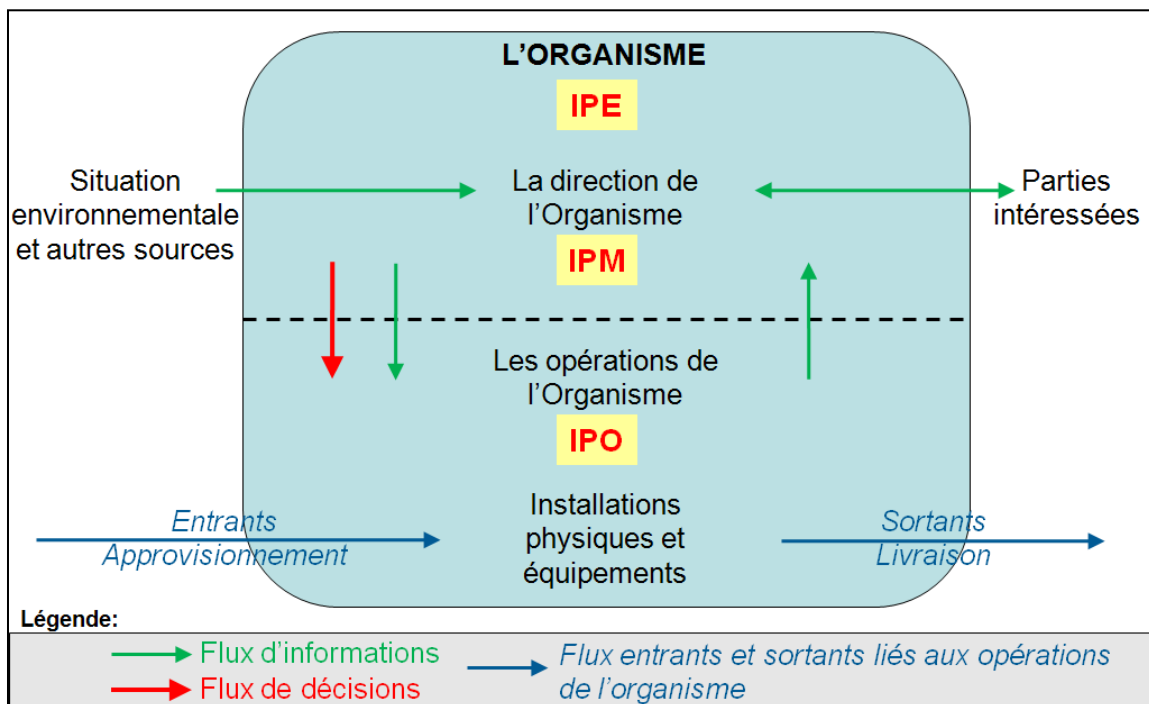 L’ORGANISME
IPE
Situation
environnementale
et autres sources
La direction de
l’Organisme
Parties
intéressées
IPM
Les opérations de
l’Organisme
IPO
Entrants
Approvisionnement
Installations
physiques et
équipements
Sortants
Livraison
Légende:
Flux d’informations
Flux de décisions
Flux entrants et sortants liés aux opérations
de l’organisme